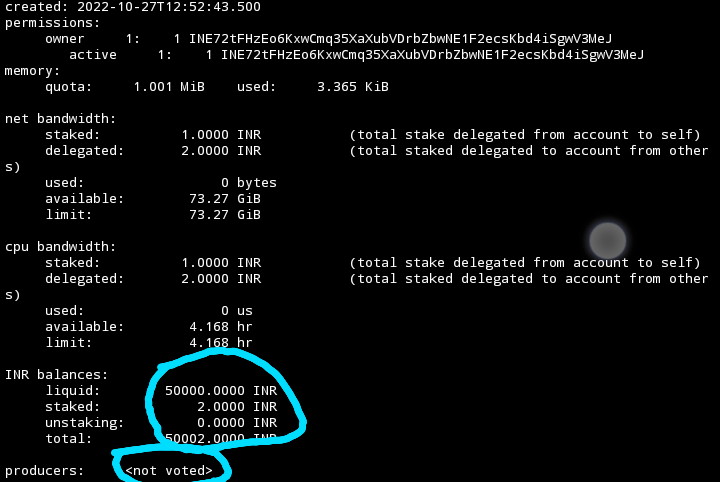 created: 2022-10-27T12:52:43.500
permissions:
owner 1: 1 INE72tFHzEo6KxwCmq35XaXubVDrbZbwNE1F2ecsKbd4iSgwV3MeJ
active 1: 1 INE72tFHzEo6KxwCmq35XaXubVDrbZbwNE1F2ecsKbd4iSgwV3MeJ
memory:
quota: 1.001 MiB used: 3.365 KiB
net bandwidth:
staked: 1.0000 INR (total stake delegated from account to self)
delegated: 2.0000 INR (total staked delegated to account from other
s)
used: 0 bytes
available: 73.27 GiB
limit: 73.27 GiB
cpu bandwidth:
staked: 1.0000 INR (total stake delegated from account to self)
delegated: 2.0000 INR (total staked delegated to account from other
s)
used: 0 us
available: 4.168 hr
limit: 4.168 hr
INR balances:
liquid: 50000.0000 INR
staked: 2.0000 INR
unstaking: 0.0000 INR
total: 50002.0000 INR
producers: <not voted>